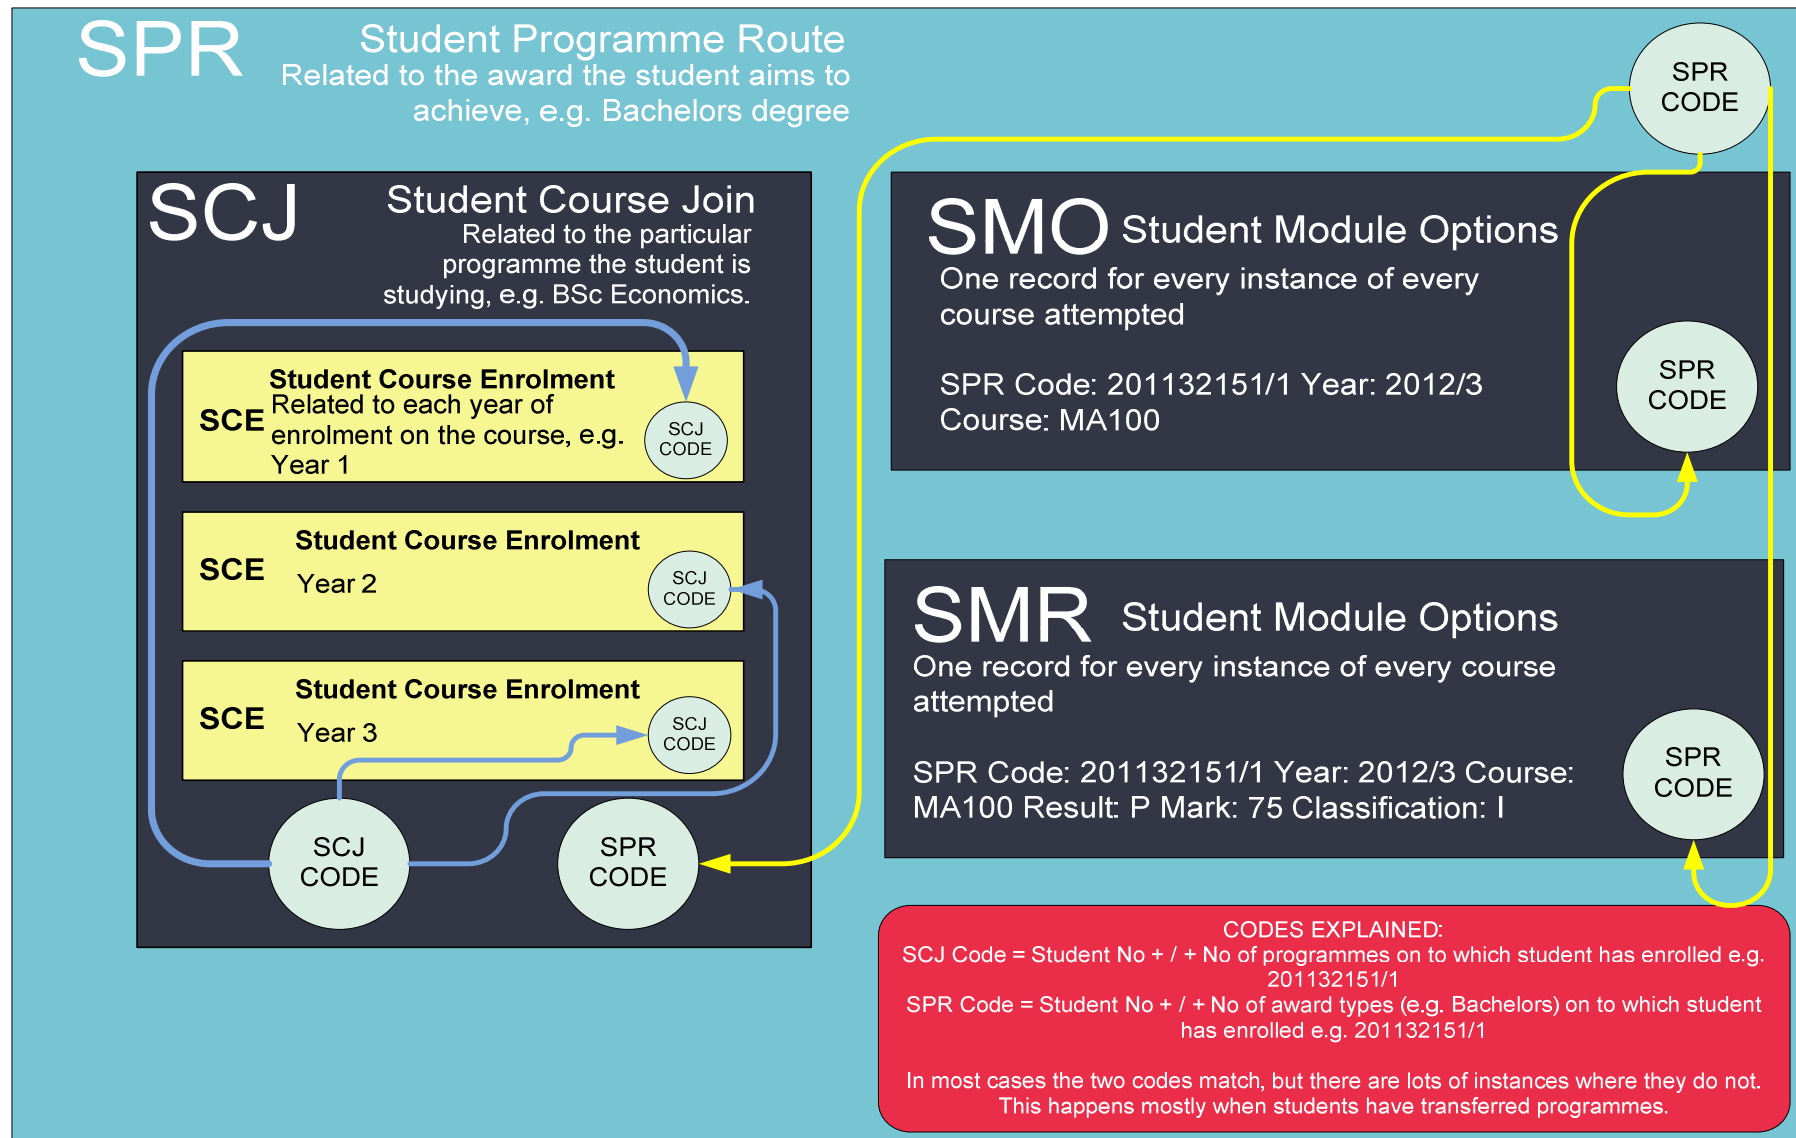 SPR
Student Programme Route
Related to the award the student aims to
achieve, e.g. Bachelors degree
SPR
CODE
SCJ
Student Course Join
Related to the particular
programme the student is
studying, e.g. BSc Economics.
SCE
Student Course Enrolment
Related to each year of
enrolment on the course, e.g.
Year 1
SCJ
CODE
SCE
Student Course Enrolment
Year 2
SCJ
CODE
SCE
Student Course Enrolment
Year 3
SCJ
CODE
SCJ
CODE
SPR
CODE
SMO
Student Module Options
One record for every instance of every
course attempted
SPR Code: 201132151/1 Year: 2012/3
Course: MA100
SPR
CODE
SMR
Student Module Options
One record for every instance of every course
attempted
SPR Code: 201132151/1 Year: 2012/3 Course:
MA100 Result: P Mark: 75 Classification: I
SPR
CODE
CODES EXPLAINED:
SCJ Code = Student No + / + No of programmes on to which student has enrolled e.g.
201132151/1
SPR Code = Student No + / + No of award types (e.g. Bachelors) on to which student
has enrolled e.g. 201132151/1
In most cases the two codes match, but there are lots of instances where they do not.
This happens mostly when students have transferred programmes.